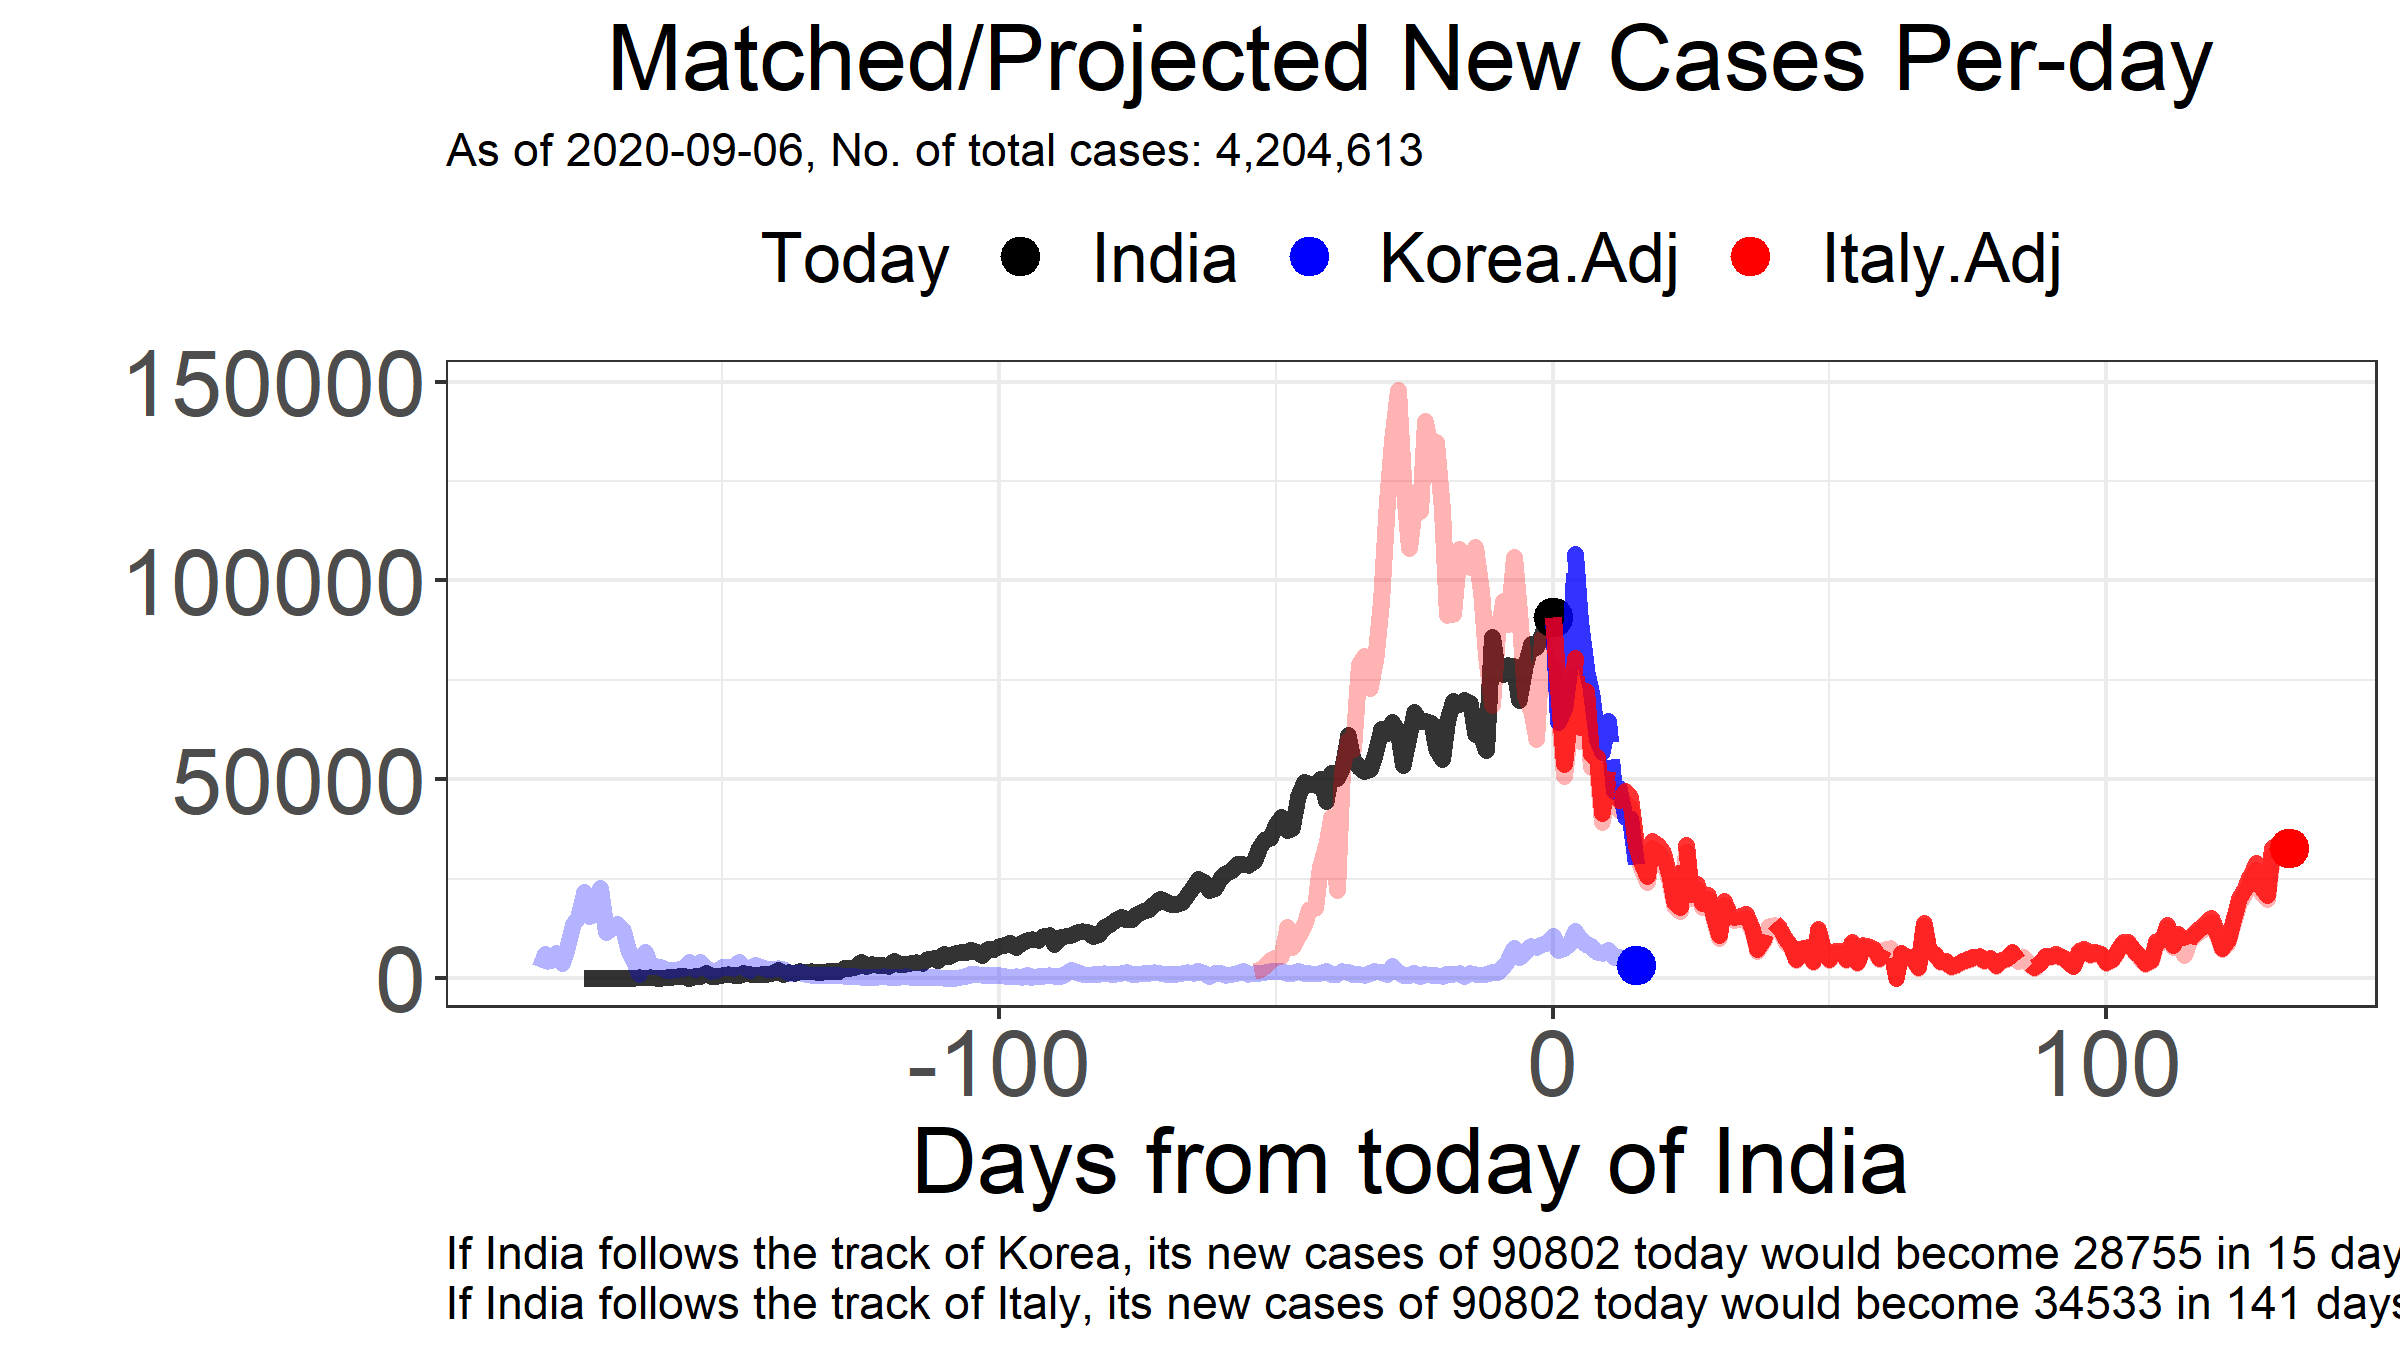 Matched/Projected New Cases Per-day
As of 2020-09-06, No. of total cases: 4,204,613
Today India Korea.Adj Italy.Adj
150000
100000
50000
0
-100 0 100
Days from today of India
If India follows the track of Korea, its new cases of 90802 today would become 28755 in 15 day
If India follows the track of Italy, its new cases of 90802 today would become 34533 in 141 days